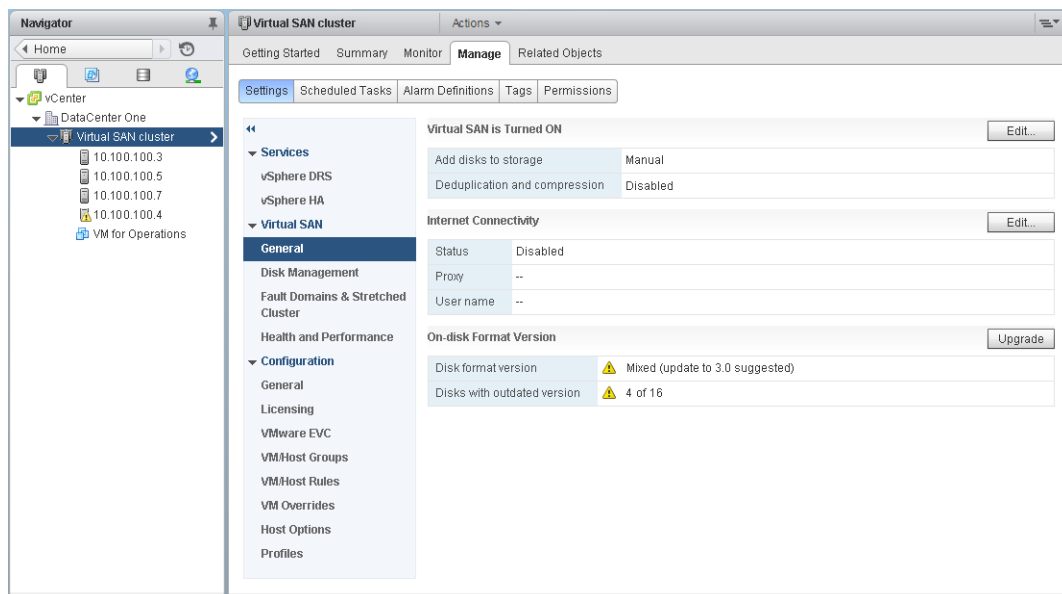 Navigator
Home
vCenter
DataCenter One
Virtual SAN cluster
10.100.100.3
10.100.100.5
10.100.100.7
10.100.100.4
VM for Operations
Virtual SAN cluster Actions
Getting Started Summary Monitor Manage Related Objects
Settings Scheduled Tasks Alarm Definitions Tags Permissions
Services
vSphere DRS
vSphere HA
Virtual SAN
General
Disk Management
Fault Domains & Stretched
Cluster
Health and Performance
Configuration
General
Licensing
VMware EVC
VM/Host Groups
VM/Host Rules
VM Overrides
Host Options
Profiles
Virtual SAN is Turned ON Edit...
Add disks to storage Manual
Deduplication and compression Disabled
Internet Connectivity Edit...
Status Disabled
Proxy --
User name --
On-disk Format Version Upgrade
Disk format version Mixed (update to 3.0 suggested)
Disks with outdated version 4 of 16